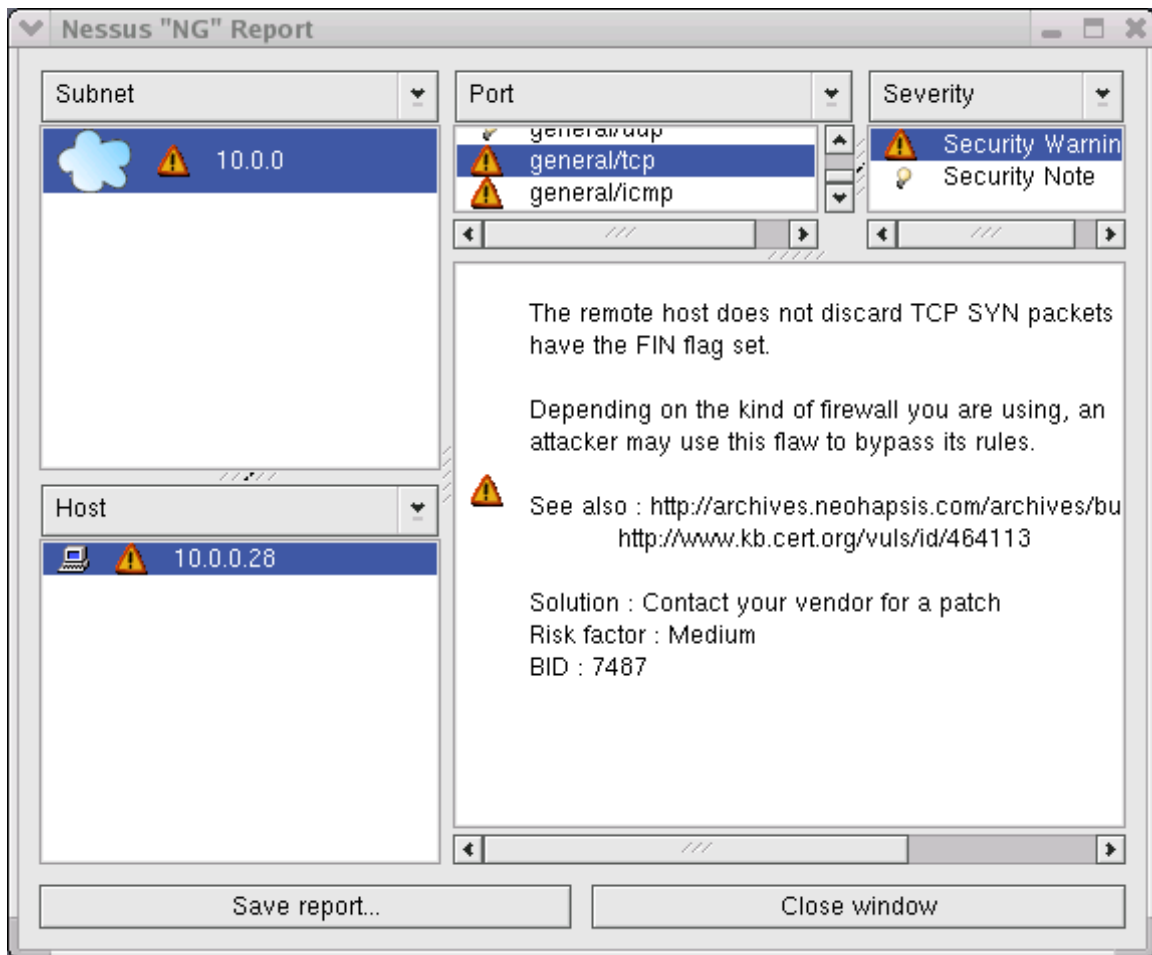 Nessus "NG" Report
Subnet
10.0.0
Port
general/udp
general/tcp
general/icmp
Severity
Security Warnin
Security Note
Host
10.0.0.28
The remote host does not discard TCP SYN packets
have the FIN flag set.
Depending on the kind of firewall you are using, an
attacker may use this flaw to bypass its rules.
See also : http://archives.neohapsis.com/archives/bu
http://www.kb.cert.org/vuls/id/464113
Solution : Contact your vendor for a patch
Risk factor : Medium
BID : 7487
Save report...
Close window